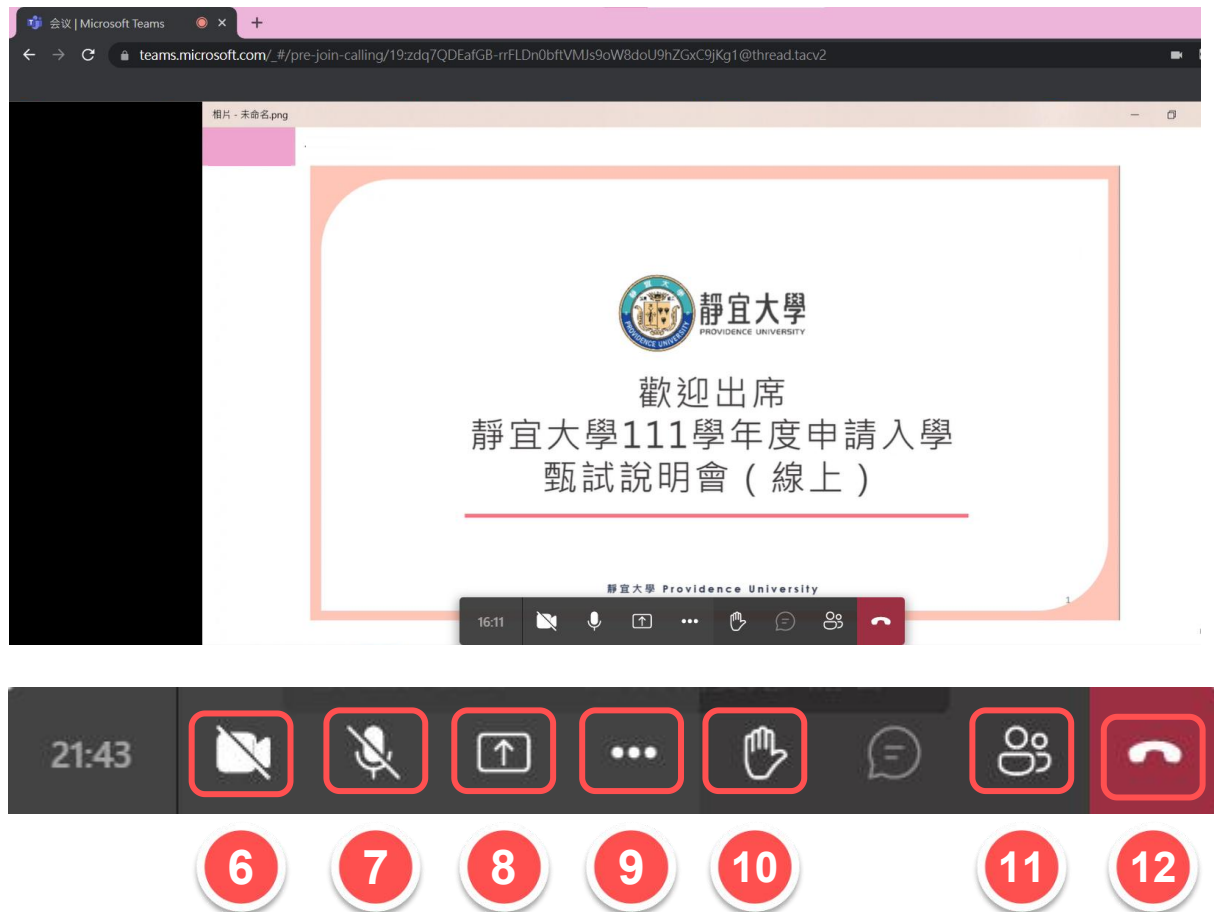 会议 | Microsoft Teams
teams.microsoft.com/_#/pre-join-calling/19:zdq7QDEafGB-rrFLDn0bftVMJs9oW8doU9hZGxC9jKg1@thread.tacv2
相片 - 未命名.png
靜宜大學
PROVIDENCE UNIVERSITY
歡迎出席
靜宜大學111學年度申請入學
甄試說明會（線上）
靜宜大學 Providence University
1
16:11
21:43
6 7 8 9 10 11 12